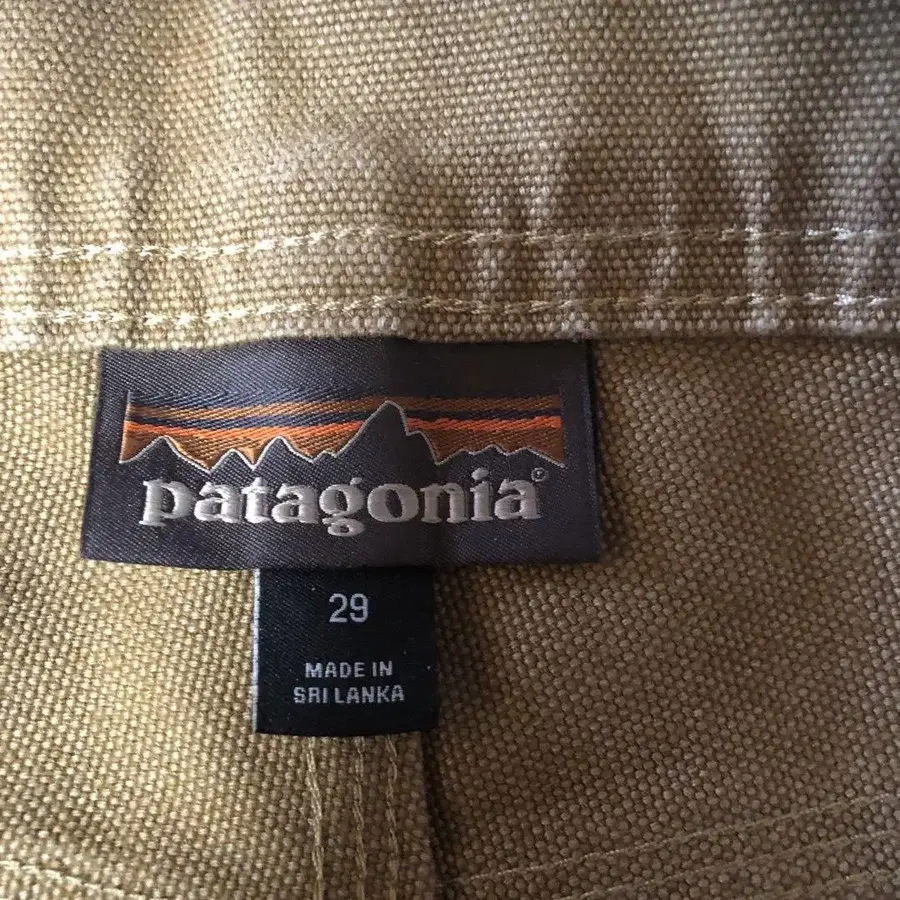 patagonia®
29
MADE IN
SRI LANKA